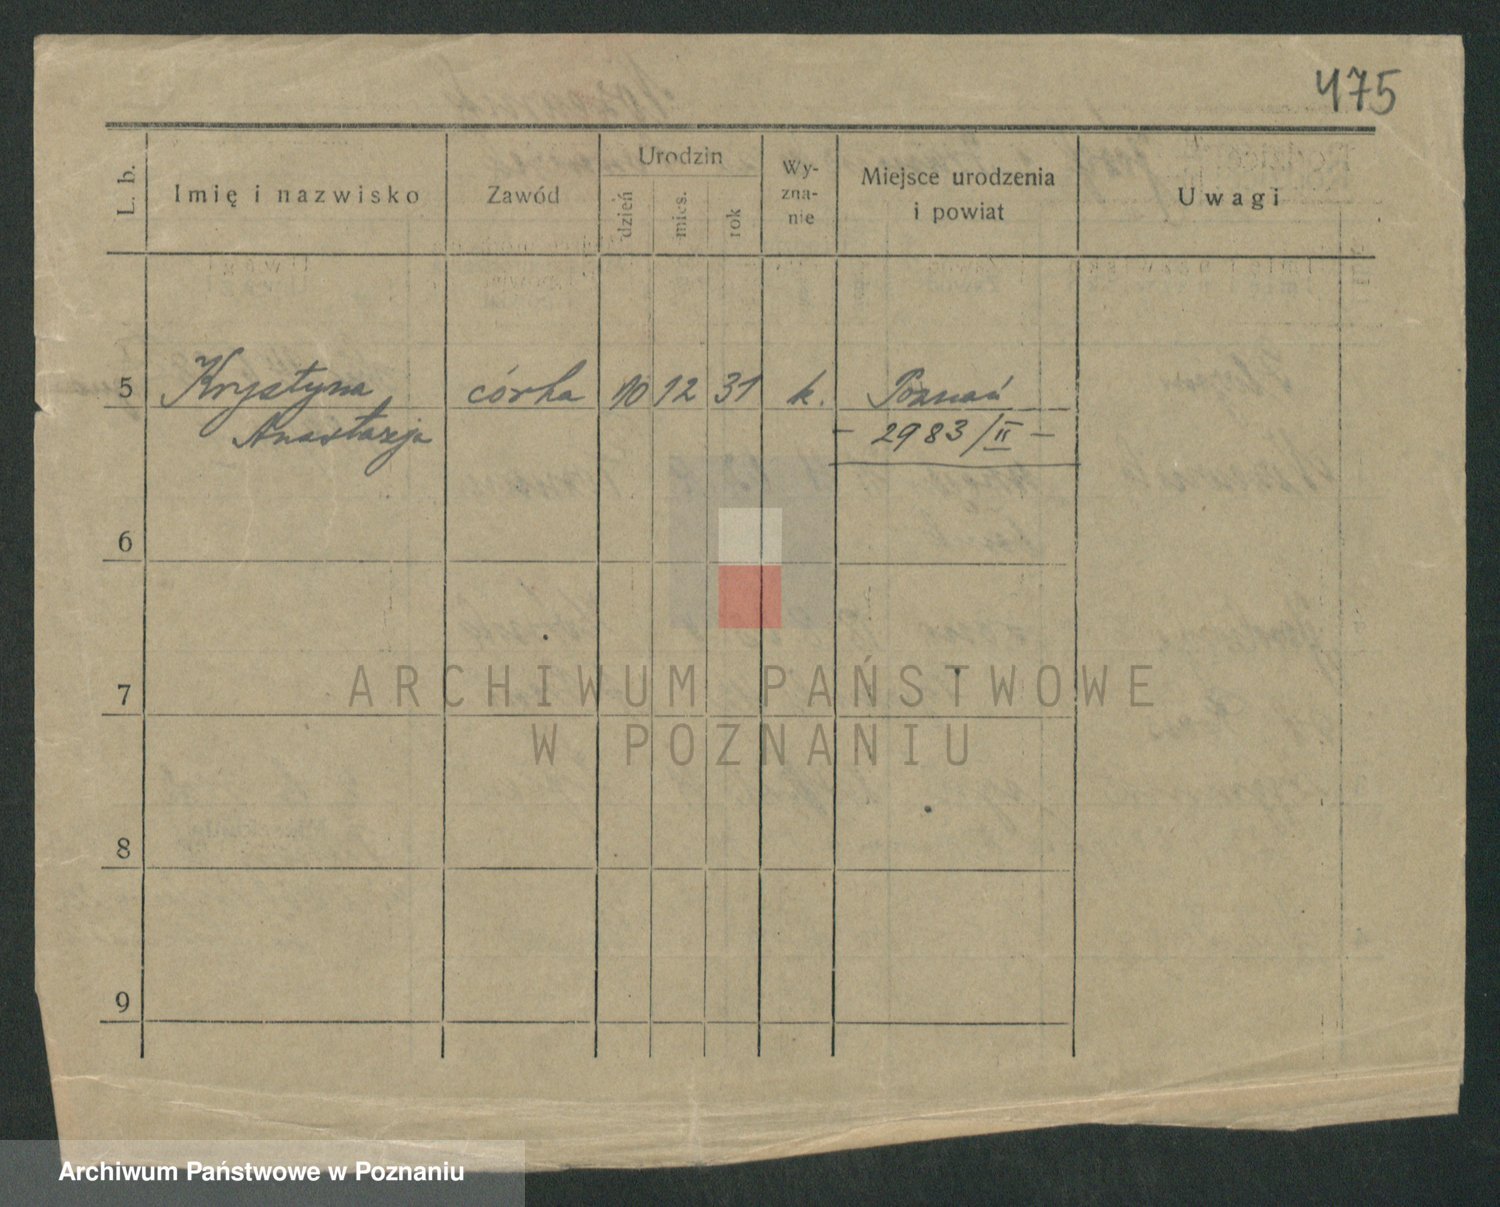 475
L. b.
Imię i nazwisko
Zawód
Urodzin
dzień
mies.
rok
Wy-
zna-
nie
Miejsce urodzenia
i powiat
Uwagi
5 Krystyna córka 10 12 31 k. Poznań
Anastazja - 2983/II -
6
7
8
9
ARCHIWUM PAŃSTWOWE
W POZNANIU
Archiwum Państwowe w Poznaniu